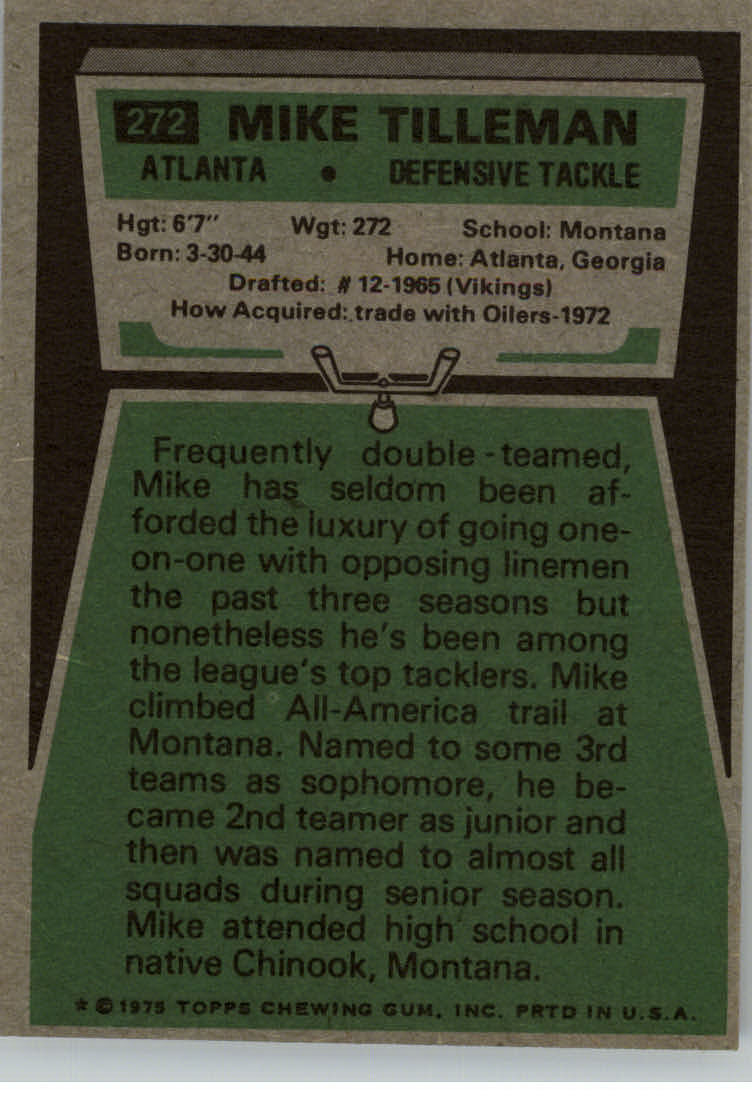 272 MIKE TILLEMAN
ATLANTA • DEFENSIVE TACKLE
Hgt: 6'7" Wgt: 272 School: Montana
Born: 3-30-44 Home: Atlanta, Georgia
Drafted: # 12-1965 (Vikings)
How Acquired: trade with Oilers-1972
Frequently double-teamed,
Mike has seldom been af-
forded the luxury of going one-
on-one with opposing linemen
the past three seasons but
nonetheless he's been among
the league's top tacklers. Mike
climbed All-America trail at
Montana. Named to some 3rd
teams as sophomore, he be-
came 2nd teamer as junior and
then was named to almost all
squads during senior season.
Mike attended high school in
native Chinook, Montana.
* © 1975 TOPPS CHEWING GUM, INC. PRTD IN U.S.A.